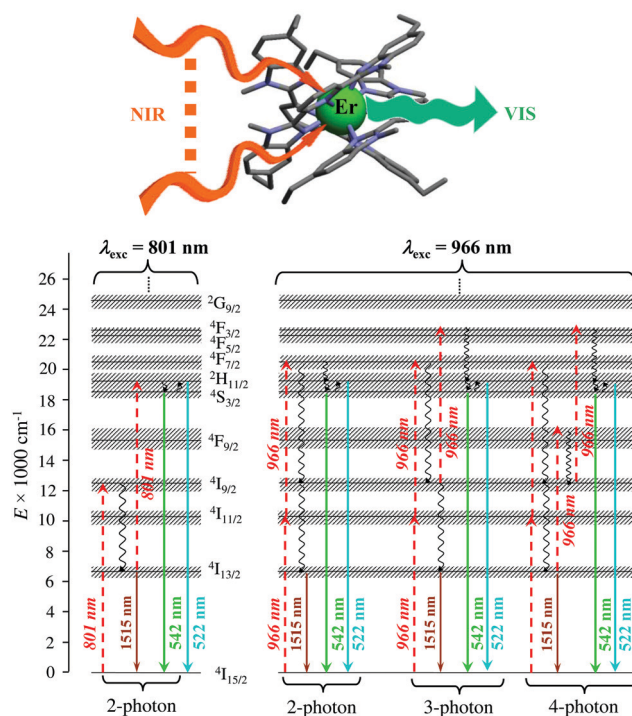 Er
NIR
VIS
λexc = 801 nm
λexc = 966 nm
E × 1000 cm⁻¹
26
24
22
20
18
16
14
12
10
8
6
4
2
0
²G9/2
⁴F3/2
⁴F5/2
⁴F7/2
²H11/2
⁴S3/2
⁴F9/2
⁴I9/2
⁴I11/2
⁴I13/2
⁴I15/2
801 nm
1515 nm
801 nm
542 nm
522 nm
966 nm
966 nm
1515 nm
542 nm
522 nm
966 nm
966 nm
1515 nm
966 nm
542 nm
522 nm
966 nm
1515 nm
966 nm
966 nm
542 nm
522 nm
2-photon
2-photon
3-photon
4-photon